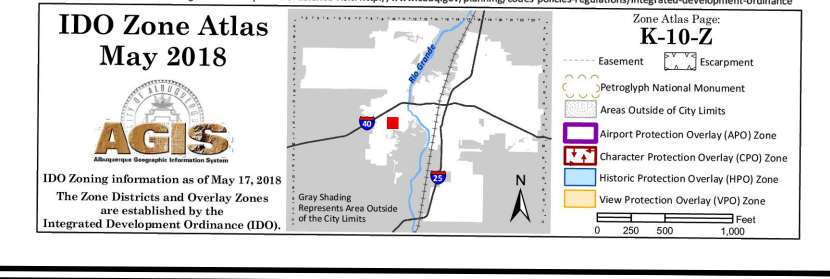 IDO Zone Atlas
May 2018
CITY OF ALBUQUERQUE
AGIS
Albuquerque Geographic Information System
IDO Zoning information as of May 17, 2018
The Zone Districts and Overlay Zones
are established by the
Integrated Development Ordinance (IDO).
Rio Grande
40
25
N
Gray Shading
Represents Area Outside
of the City Limits
Zone Atlas Page:
K-10-Z
Easement
Escarpment
Petroglyph National Monument
Areas Outside of City Limits
Airport Protection Overlay (APO) Zone
Character Protection Overlay (CPO) Zone
Historic Protection Overlay (HPO) Zone
View Protection Overlay (VPO) Zone
Feet
0 250 500 1,000